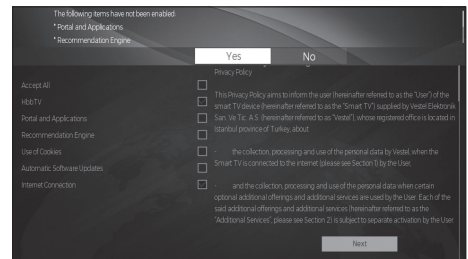 The following items have not been enabled:
* Portal and Applications
* Recommendation Engine
Yes
No
Accept All
HbbTV
Portal and Applications
Recommendation Engine
Use of Cookies
Automatic Software Updates
Internet Connection
Privacy Policy
This Privacy Policy aims to inform the user (hereinafter referred to as the "User") of the
smart TV device (hereinafter referred to as the "Smart TV") supplied by Vestel Elektronik
San. Ve. Tic. A.S. (hereinafter referred to as "Vestel"), whose registered office is located in
Istanbul province of Turkey, about
- the collection, processing and use of the personal data by Vestel, when the
Smart TV is connected to the internet (please see Section 1) by the User,
- and the collection, processing and use of the personal data when certain
optional additional offerings and additional services are used by the User. Each of the
said additional offerings and additional services (hereinafter referred to as the
"Additional Services", please see Section 2) is subject to separate activation by the User.
Next